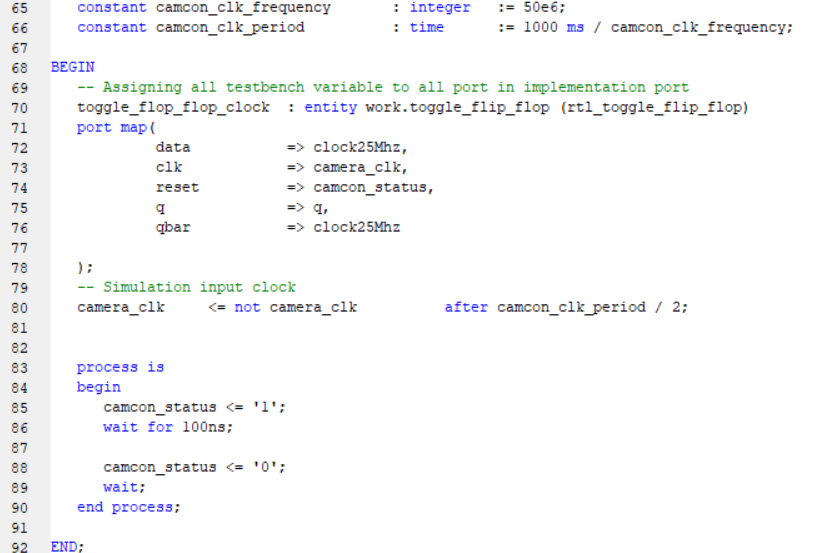 65 constant camcon_clk_frequency : integer := 50e6;
66 constant camcon_clk_period : time := 1000 ms / camcon_clk_frequency;
67
68 BEGIN
69 -- Assigning all testbench variable to all port in implementation port
70 toggle_flop_flop_clock : entity work.toggle_flip_flop (rtl_toggle_flip_flop)
71 port map(
72 data => clock25Mhz,
73 clk => camera_clk,
74 reset => camcon_status,
75 q => q,
76 qbar => clock25Mhz
77
78 );
79 -- Simulation input clock
80 camera_clk <= not camera_clk after camcon_clk_period / 2;
81
82
83 process is
84 begin
85 camcon_status <= '1';
86 wait for 100ns;
87
88 camcon_status <= '0';
89 wait;
90 end process;
91
92 END;